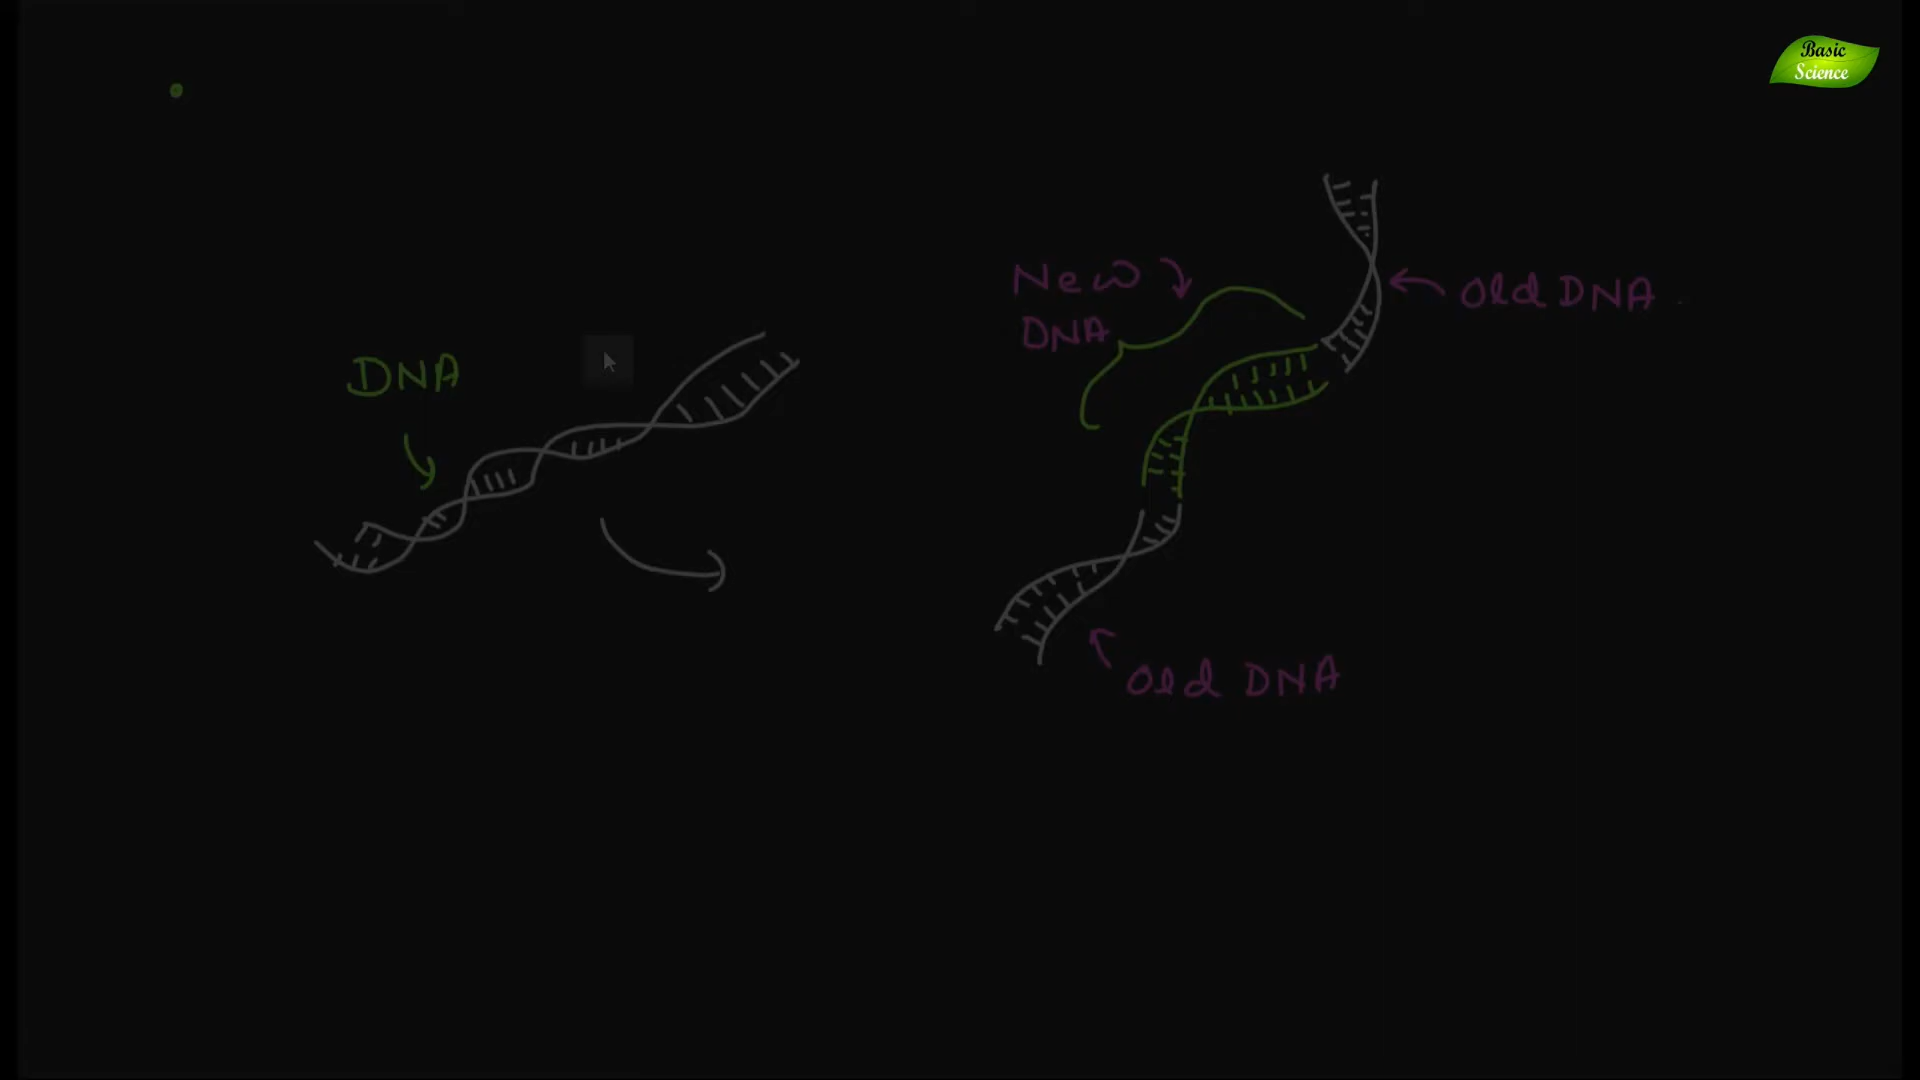 Basic
Science
New
DNA
Old DNA
DNA
Old DNA